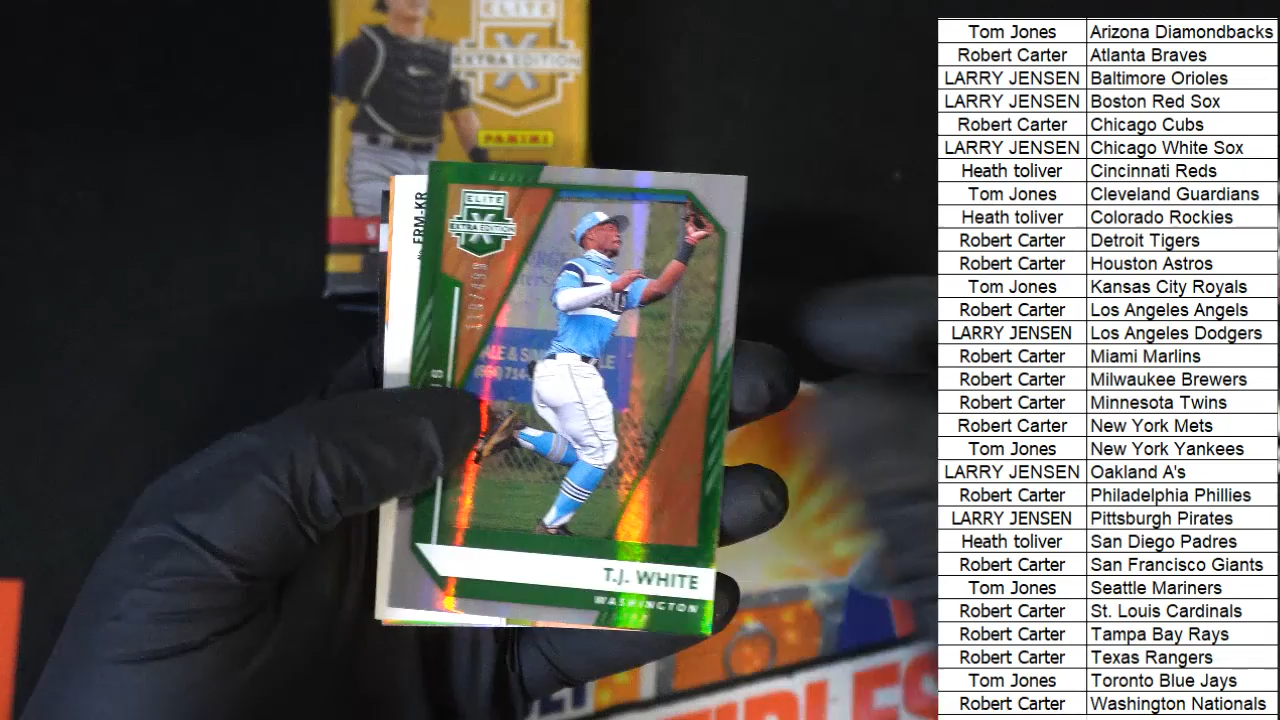 ELITE
X
EXTRA EDITION
PANINI
ERM-KR
ELITE
X
EXTRA EDITION
T.J. WHITE
WASHINGTON
Tom Jones Arizona Diamondbacks
Robert Carter Atlanta Braves
LARRY JENSEN Baltimore Orioles
LARRY JENSEN Boston Red Sox
Robert Carter Chicago Cubs
LARRY JENSEN Chicago White Sox
Heath toliver Cincinnati Reds
Tom Jones Cleveland Guardians
Heath toliver Colorado Rockies
Robert Carter Detroit Tigers
Robert Carter Houston Astros
Tom Jones Kansas City Royals
Robert Carter Los Angeles Angels
LARRY JENSEN Los Angeles Dodgers
Robert Carter Miami Marlins
Robert Carter Milwaukee Brewers
Robert Carter Minnesota Twins
Robert Carter New York Mets
Tom Jones New York Yankees
LARRY JENSEN Oakland A's
Robert Carter Philadelphia Phillies
LARRY JENSEN Pittsburgh Pirates
Heath toliver San Diego Padres
Robert Carter San Francisco Giants
Tom Jones Seattle Mariners
Robert Carter St. Louis Cardinals
Robert Carter Tampa Bay Rays
Robert Carter Texas Rangers
Tom Jones Toronto Blue Jays
Robert Carter Washington Nationals